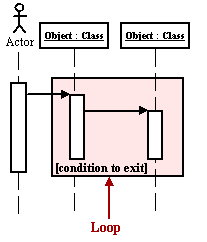 Actor
Object : Class
Object : Class
[condition to exit]
Loop